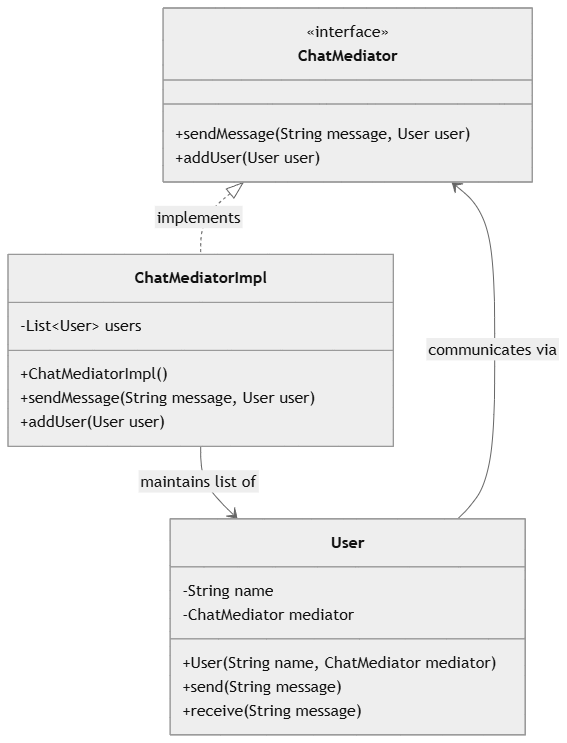 «interface»
ChatMediator
+sendMessage(String message, User user)
+addUser(User user)
implements
ChatMediatorImpl
-List<User> users
+ChatMediatorImpl()
+sendMessage(String message, User user)
+addUser(User user)
communicates via
maintains list of
User
-String name
-ChatMediator mediator
+User(String name, ChatMediator mediator)
+send(String message)
+receive(String message)